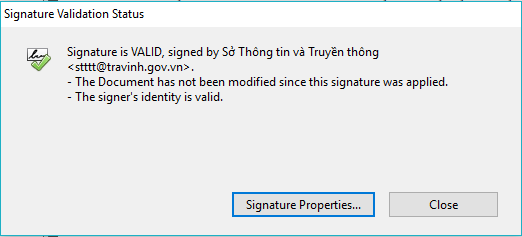 Signature Validation Status
Signature is VALID, signed by Sở Thông tin và Truyền thông
<stttt@travinh.gov.vn>.
- The Document has not been modified since this signature was applied.
- The signer's identity is valid.
Signature Properties...
Close